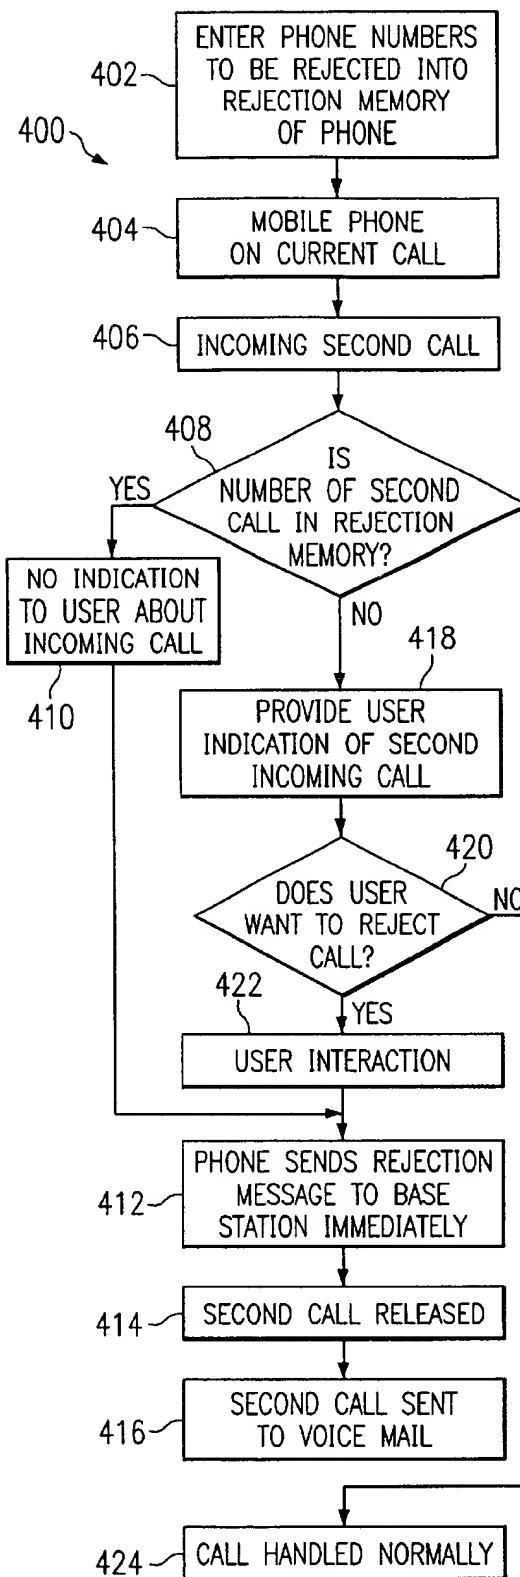 ENTER PHONE NUMBERS
TO BE REJECTED INTO
REJECTION MEMORY
OF PHONE
402
400
MOBILE PHONE
ON CURRENT CALL
404
INCOMING SECOND CALL
406
408
IS
NUMBER OF SECOND
CALL IN REJECTION
MEMORY?
YES
NO INDICATION
TO USER ABOUT
INCOMING CALL
410
NO
418
PROVIDE USER
INDICATION OF SECOND
INCOMING CALL
420
DOES USER
WANT TO REJECT
CALL?
NO
YES
422
USER INTERACTION
PHONE SENDS REJECTION
MESSAGE TO BASE
STATION IMMEDIATELY
412
SECOND CALL RELEASED
414
SECOND CALL SENT
TO VOICE MAIL
416
CALL HANDLED NORMALLY
424